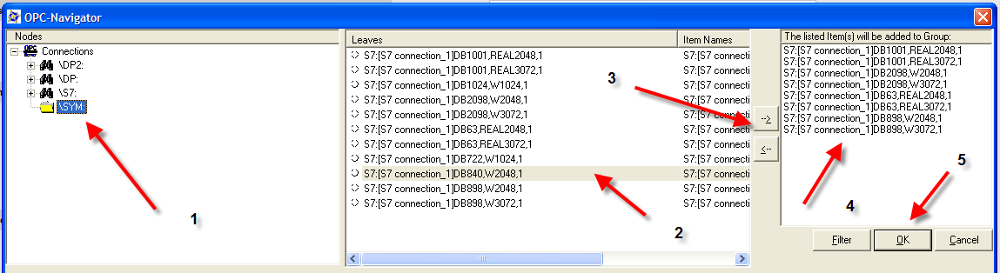 OPC-Navigator
Nodes
Connections
\DP2:
\DP:
\S7:
\SYM:
1
Leaves Item Names
S7:[S7 connection_1]DB1001,REAL2048,1 S7:[S7 connecti
S7:[S7 connection_1]DB1001,REAL3072,1 S7:[S7 connecti
S7:[S7 connection_1]DB1024,W1024,1 S7:[S7 connecti
S7:[S7 connection_1]DB2098,W2048,1 S7:[S7 connecti
S7:[S7 connection_1]DB2098,W3072,1 S7:[S7 connecti
S7:[S7 connection_1]DB63,REAL2048,1 S7:[S7 connecti
S7:[S7 connection_1]DB63,REAL3072,1 S7:[S7 connecti
S7:[S7 connection_1]DB722,W1024,1 S7:[S7 connecti
S7:[S7 connection_1]DB840,W2048,1 S7:[S7 connecti
S7:[S7 connection_1]DB898,W2048,1 S7:[S7 connecti
S7:[S7 connection_1]DB898,W3072,1 S7:[S7 connecti
2
3
-->
<--
The listed Item(s) will be added to Group:
S7:[S7 connection_1]DB1001,REAL2048,1
S7:[S7 connection_1]DB1001,REAL3072,1
S7:[S7 connection_1]DB2098,W2048,1
S7:[S7 connection_1]DB2098,W3072,1
S7:[S7 connection_1]DB63,REAL2048,1
S7:[S7 connection_1]DB63,REAL3072,1
S7:[S7 connection_1]DB898,W2048,1
S7:[S7 connection_1]DB898,W3072,1
5
4
Filter OK Cancel